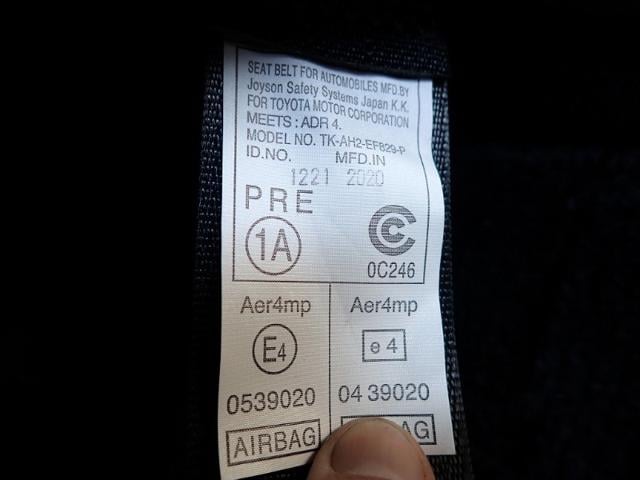 SEAT BELT FOR AUTOMOBILES MFD.BY
Joyson Safety Systems Japan K.K.
FOR TOYOTA MOTOR CORPORATION
MEETS : ADR 4.
MODEL NO. TK-AH2-EF829-P
ID.NO. MFD.IN
1221 2020
PRE
1A
CCC
0C246
Aer4mp Aer4mp
E4 e 4
0539020 04 39020
AIRBAG AG